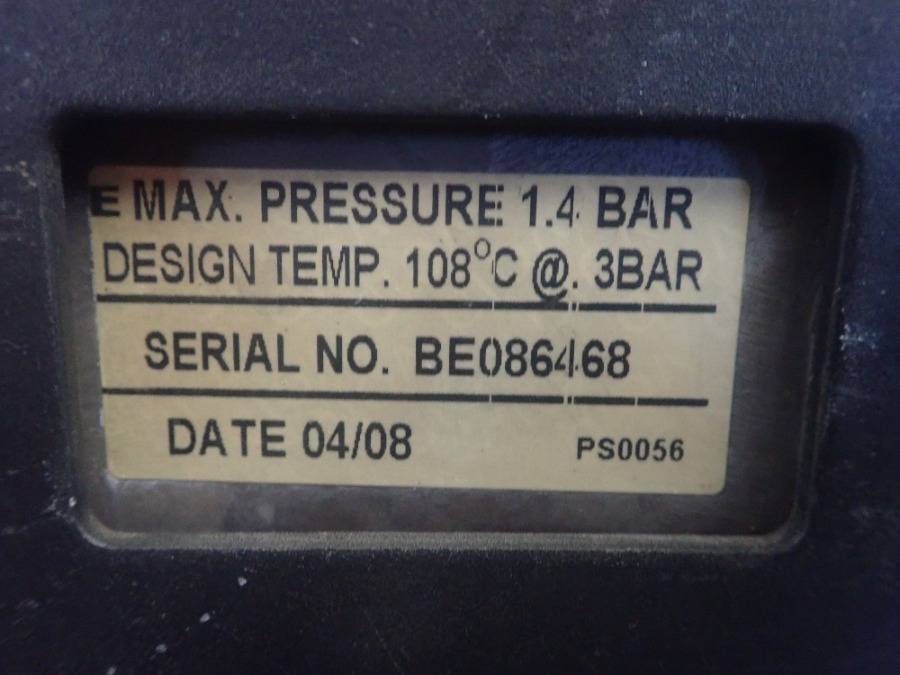 E MAX. PRESSURE 1.4 BAR
DESIGN TEMP. 108°C @. 3BAR
SERIAL NO. BE086468
DATE 04/08 PS0056